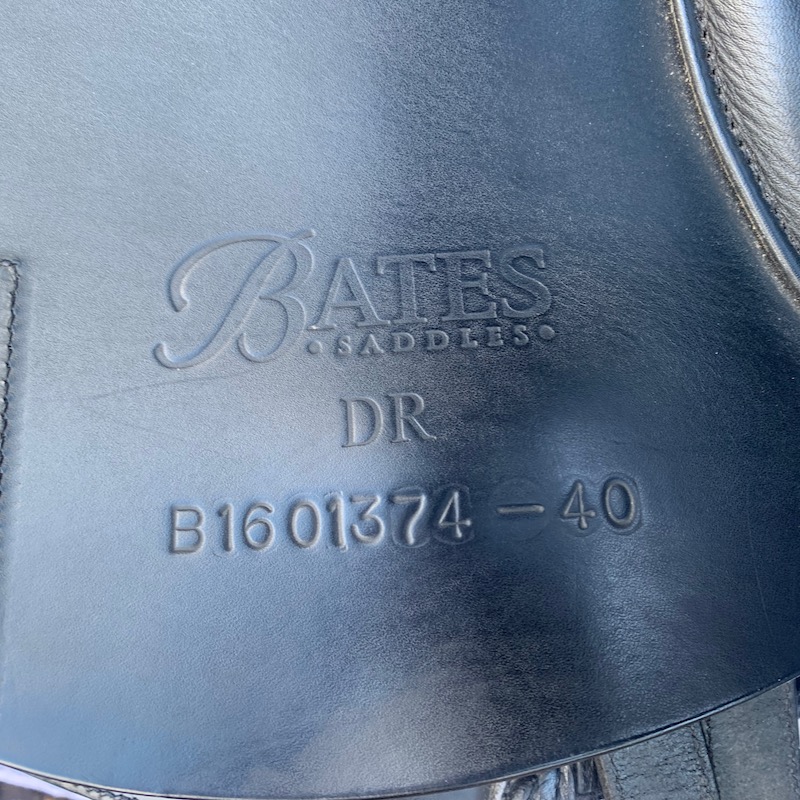 BATES
•SADDLES•
DR
B1601374-40